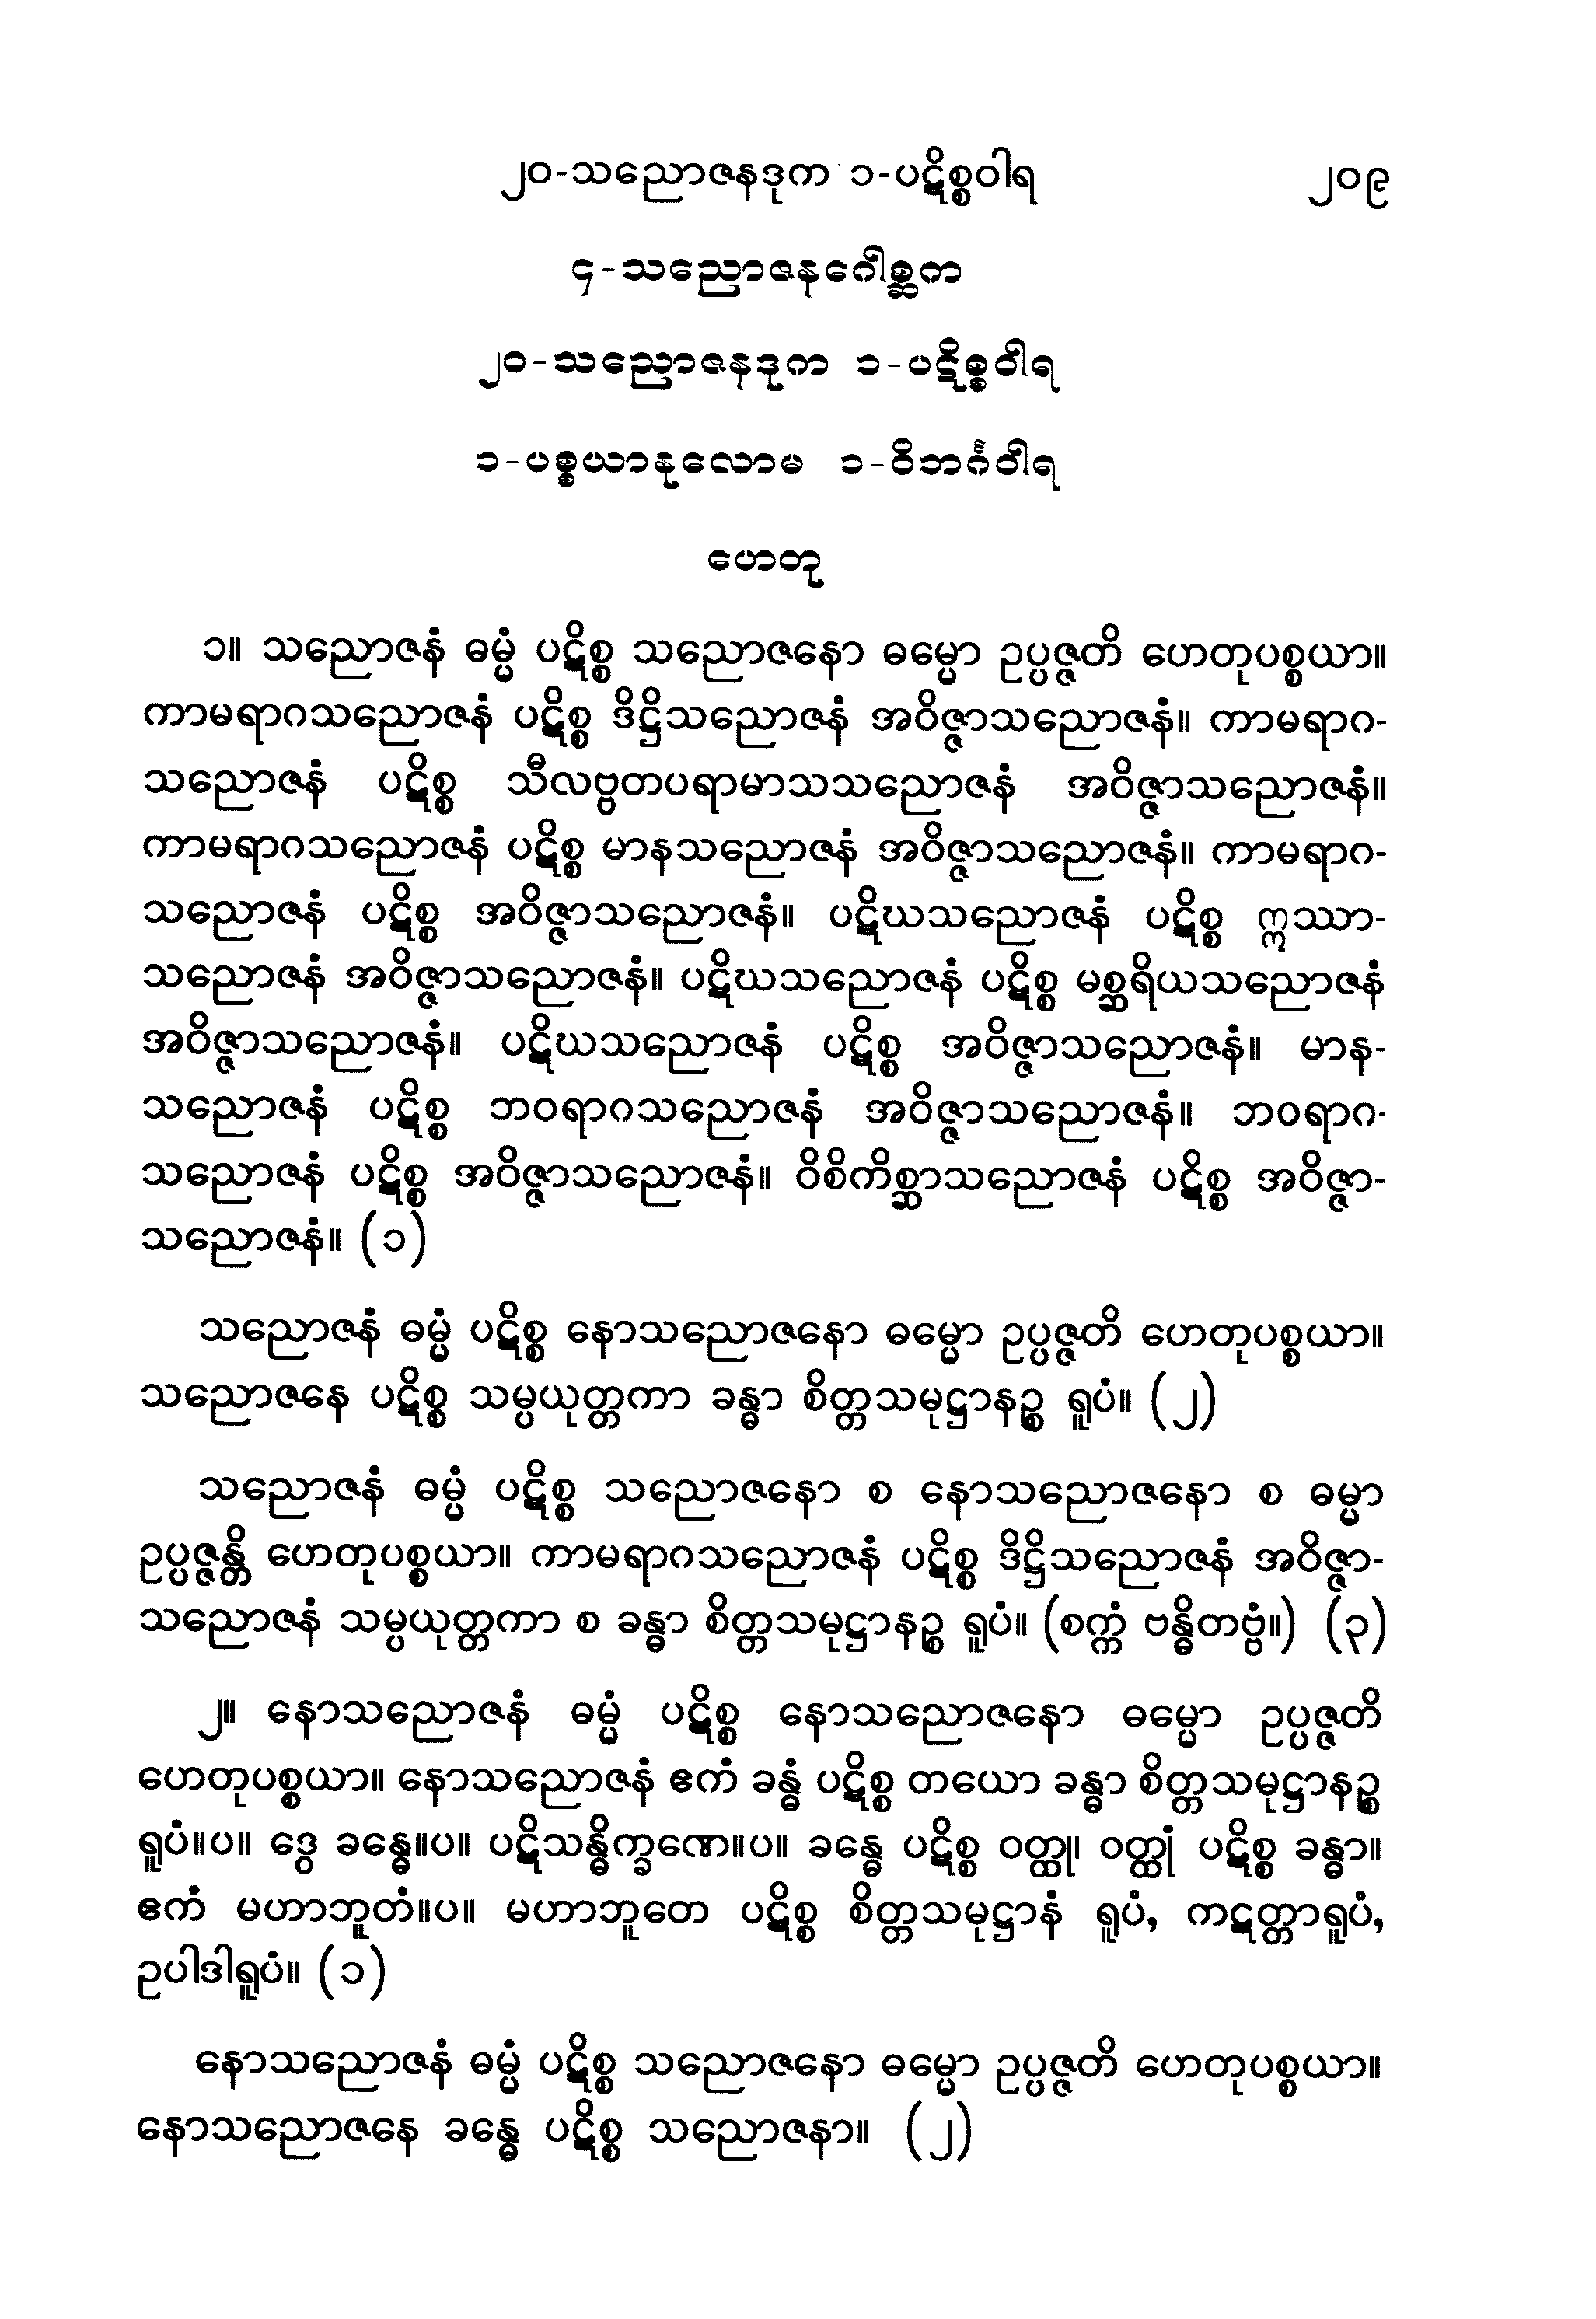 ၂၀-သညောဇနဒုက ၁-ပဋိစ္စဝါရ ၂၀၉
၄-သညောဇနဂေါစ္ဆက
၂၀-သညောဇနဒုက ၁-ပဋိစ္စဝါရ
၁-ပစ္စယာနုလောမ ၁-ဝိဘင်္ဂဝါရ
ဟေတု
၁။ သညောဇနံ ဓမ္မံ ပဋိစ္စ သညောဇနော ဓမ္မော ဥပ္ပဇ္ဇတိ ဟေတုပစ္စယာ။
ကာမရာဂသညောဇနံ ပဋိစ္စ ဒိဋ္ဌိသညောဇနံ အဝိဇ္ဇာသညောဇနံ။ ကာမရာဂ-
သညောဇနံ ပဋိစ္စ သီလဗ္ဗတပရာမာသသညောဇနံ အဝိဇ္ဇာသညောဇနံ။
ကာမရာဂသညောဇနံ ပဋိစ္စ မာနသညောဇနံ အဝိဇ္ဇာသညောဇနံ။ ကာမရာဂ-
သညောဇနံ ပဋိစ္စ အဝိဇ္ဇာသညောဇနံ။ ပဋိဃသညောဇနံ ပဋိစ္စ ဣဿာ-
သညောဇနံ အဝိဇ္ဇာသညောဇနံ။ ပဋိဃသညောဇနံ ပဋိစ္စ မစ္ဆရိယသညောဇနံ
အဝိဇ္ဇာသညောဇနံ။ ပဋိဃသညောဇနံ ပဋိစ္စ အဝိဇ္ဇာသညောဇနံ။ မာန-
သညောဇနံ ပဋိစ္စ ဘဝရာဂသညောဇနံ အဝိဇ္ဇာသညောဇနံ။ ဘဝရာဂ-
သညောဇနံ ပဋိစ္စ အဝိဇ္ဇာသညောဇနံ။ ဝိစိကိစ္ဆာသညောဇနံ ပဋိစ္စ အဝိဇ္ဇာ-
သညောဇနံ။ (၁)
သညောဇနံ ဓမ္မံ ပဋိစ္စ နောသညောဇနော ဓမ္မော ဥပ္ပဇ္ဇတိ ဟေတုပစ္စယာ။
သညောဇနေ ပဋိစ္စ သမ္ပယုတ္တကာ ခန္ဓာ စိတ္တသမုဋ္ဌာနဉ္စ ရူပံ။ (၂)
သညောဇနံ ဓမ္မံ ပဋိစ္စ သညောဇနော စ နောသညောဇနော စ ဓမ္မာ
ဥပ္ပဇ္ဇန္တိ ဟေတုပစ္စယာ။ ကာမရာဂသညောဇနံ ပဋိစ္စ ဒိဋ္ဌိသညောဇနံ အဝိဇ္ဇာ-
သညောဇနံ သမ္ပယုတ္တကာ စ ခန္ဓာ စိတ္တသမုဋ္ဌာနဉ္စ ရူပံ။ (စက္ကံ ဗန္ဓိတဗ္ဗံ။) (၃)
၂။ နောသညောဇနံ ဓမ္မံ ပဋိစ္စ နောသညောဇနော ဓမ္မော ဥပ္ပဇ္ဇတိ
ဟေတုပစ္စယာ။ နောသညောဇနံ ဧကံ ခန္ဓံ ပဋိစ္စ တယော ခန္ဓာ စိတ္တသမုဋ္ဌာနဉ္စ
ရူပံ။ပ။ ဒွေ ခန္ဓေ။ပ။ ပဋိသန္ဓိက္ခဏေ။ပ။ ခန္ဓေ ပဋိစ္စ ဝတ္ထု၊ ဝတ္ထုံ ပဋိစ္စ ခန္ဓာ။
ဧကံ မဟာဘူတံ။ပ။ မဟာဘူတေ ပဋိစ္စ စိတ္တသမုဋ္ဌာနံ ရူပံ, ကဋတ္တာရူပံ,
ဥပါဒါရူပံ။ (၁)
နောသညောဇနံ ဓမ္မံ ပဋိစ္စ သညောဇနော ဓမ္မော ဥပ္ပဇ္ဇတိ ဟေတုပစ္စယာ။
နောသညောဇနေ ခန္ဓေ ပဋိစ္စ သညောဇနာ။ (၂)